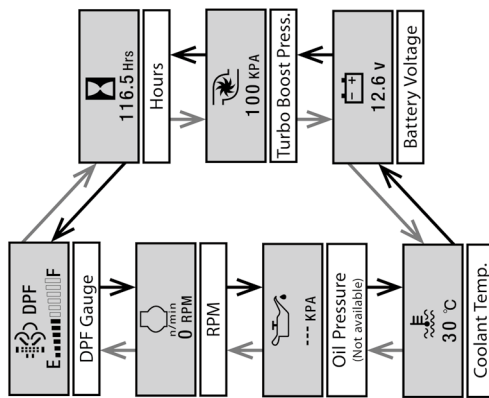 DPF
E F
DPF Gauge
n/min
0 RPM
RPM
--- KPA
Oil Pressure
(Not available)
30 °C
Coolant Temp.
116.5 Hrs
Hours
100 KPA
Turbo Boost Press.
- +
12.6 v
Battery Voltage